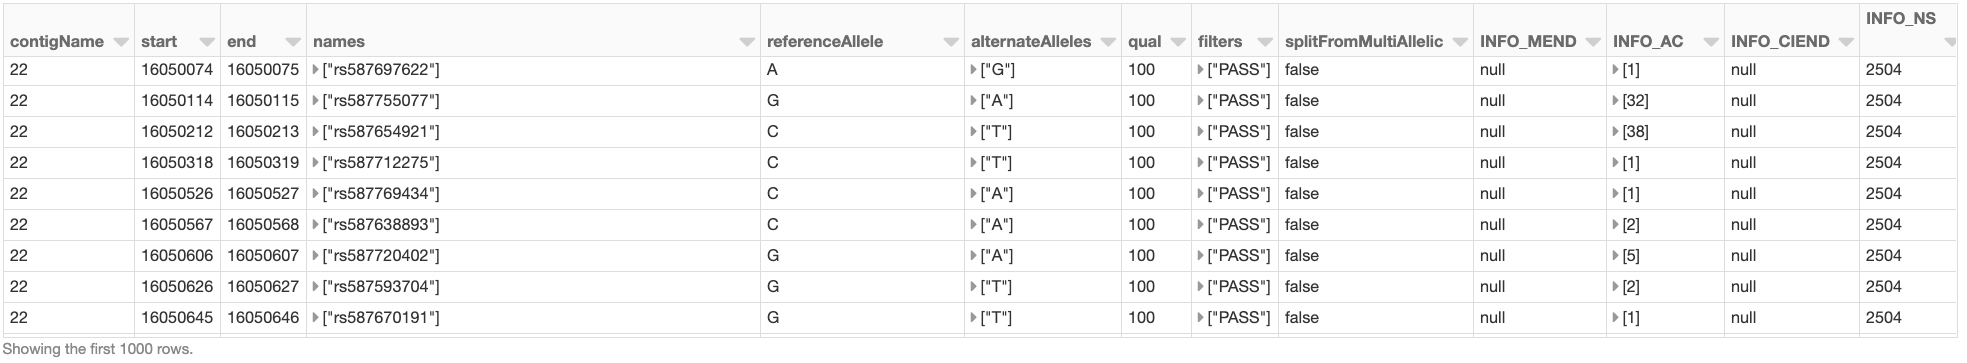 contigName start end names referenceAllele alternateAlleles qual filters splitFromMultiAllelic INFO_MEND INFO_AC INFO_CIEND INFO_NS
22 16050074 16050075 ["rs587697622"] A ["G"] 100 ["PASS"] false null [1] null 2504
22 16050114 16050115 ["rs587755077"] G ["A"] 100 ["PASS"] false null [32] null 2504
22 16050212 16050213 ["rs587654921"] C ["T"] 100 ["PASS"] false null [38] null 2504
22 16050318 16050319 ["rs587712275"] C ["T"] 100 ["PASS"] false null [1] null 2504
22 16050526 16050527 ["rs587769434"] C ["A"] 100 ["PASS"] false null [1] null 2504
22 16050567 16050568 ["rs587638893"] C ["A"] 100 ["PASS"] false null [2] null 2504
22 16050606 16050607 ["rs587720402"] G ["A"] 100 ["PASS"] false null [5] null 2504
22 16050626 16050627 ["rs587593704"] G ["T"] 100 ["PASS"] false null [2] null 2504
22 16050645 16050646 ["rs587670191"] G ["T"] 100 ["PASS"] false null [1] null 2504
Showing the first 1000 rows.